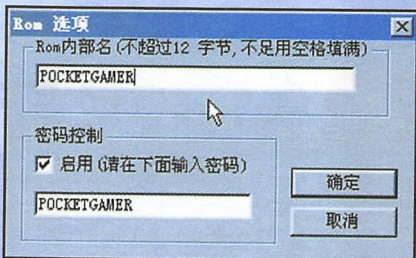 Rom 选项
Rom内部名(不超过12 字节,不足用空格填满)
POCKETGAMER
密码控制
启用(请在下面输入密码)
POCKETGAMER
确定
取消